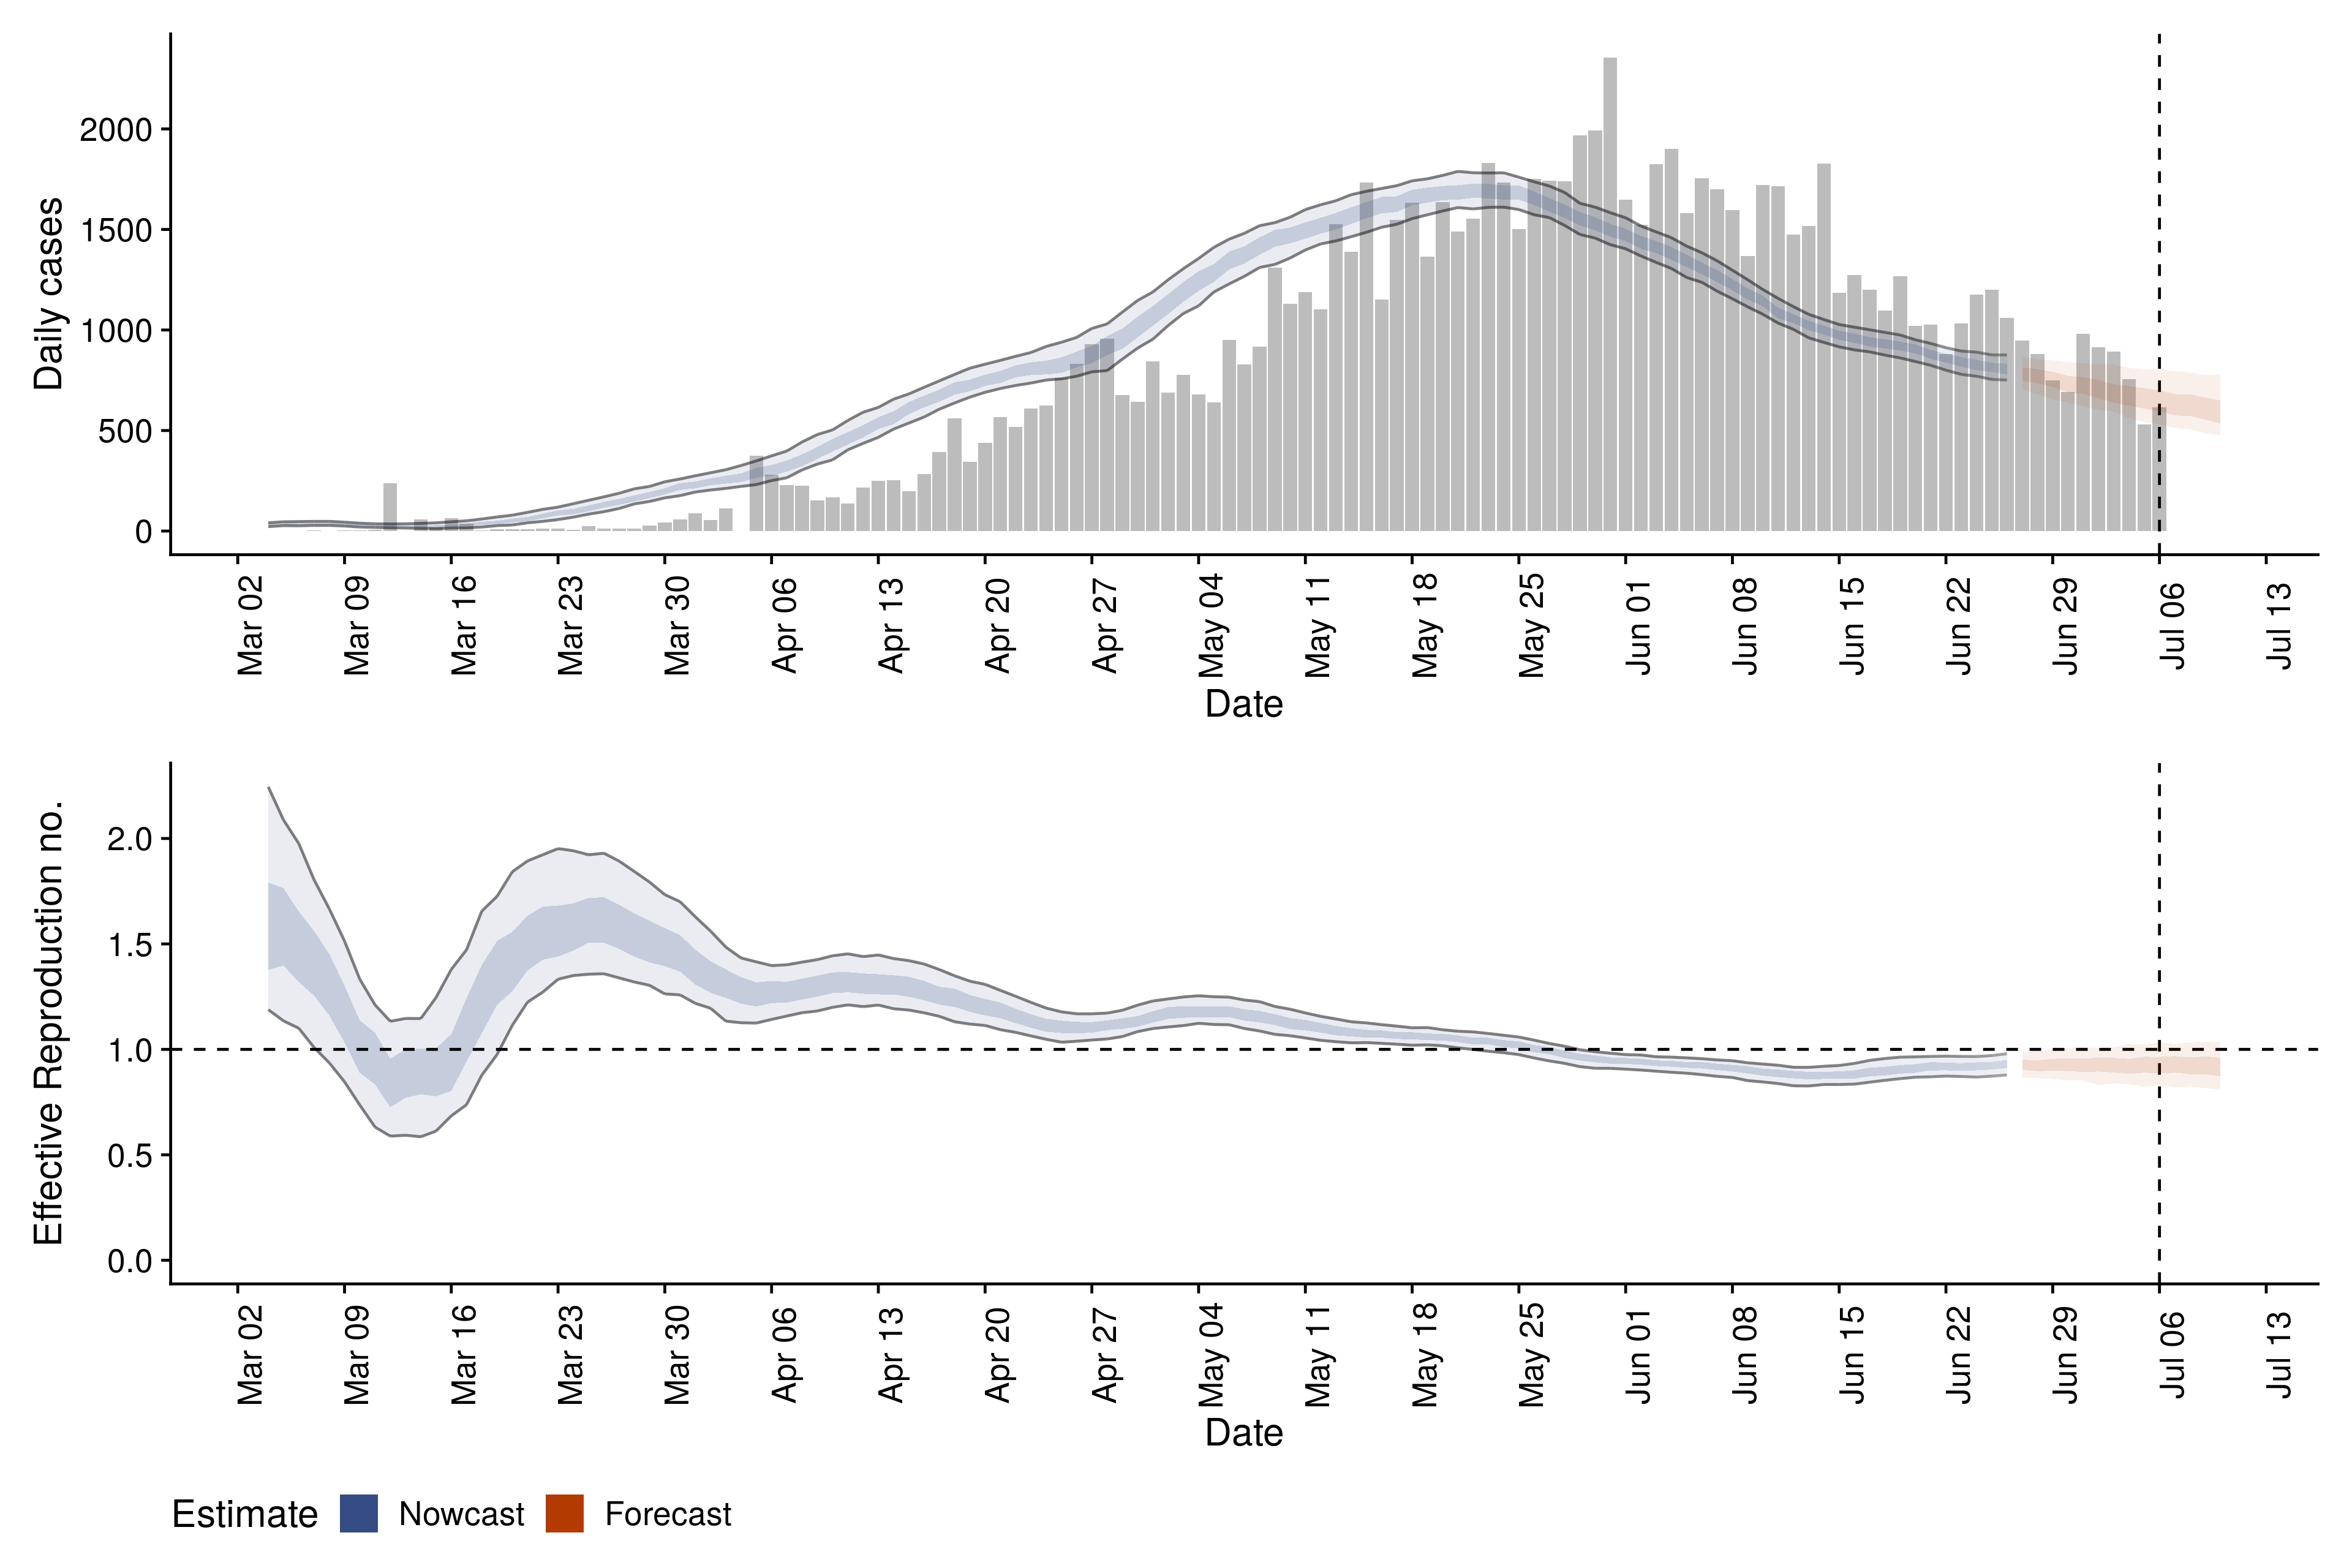 Daily cases
2000
1500
1000
500
0
Mar 02
Mar 09
Mar 16
Mar 23
Mar 30
Apr 06
Apr 13
Apr 20
Apr 27
May 04
May 11
May 18
May 25
Jun 01
Jun 08
Jun 15
Jun 22
Jun 29
Jul 06
Jul 13
Date
Effective Reproduction no.
2.0
1.5
1.0
0.5
0.0
Mar 02
Mar 09
Mar 16
Mar 23
Mar 30
Apr 06
Apr 13
Apr 20
Apr 27
May 04
May 11
May 18
May 25
Jun 01
Jun 08
Jun 15
Jun 22
Jun 29
Jul 06
Jul 13
Date
Estimate Nowcast Forecast